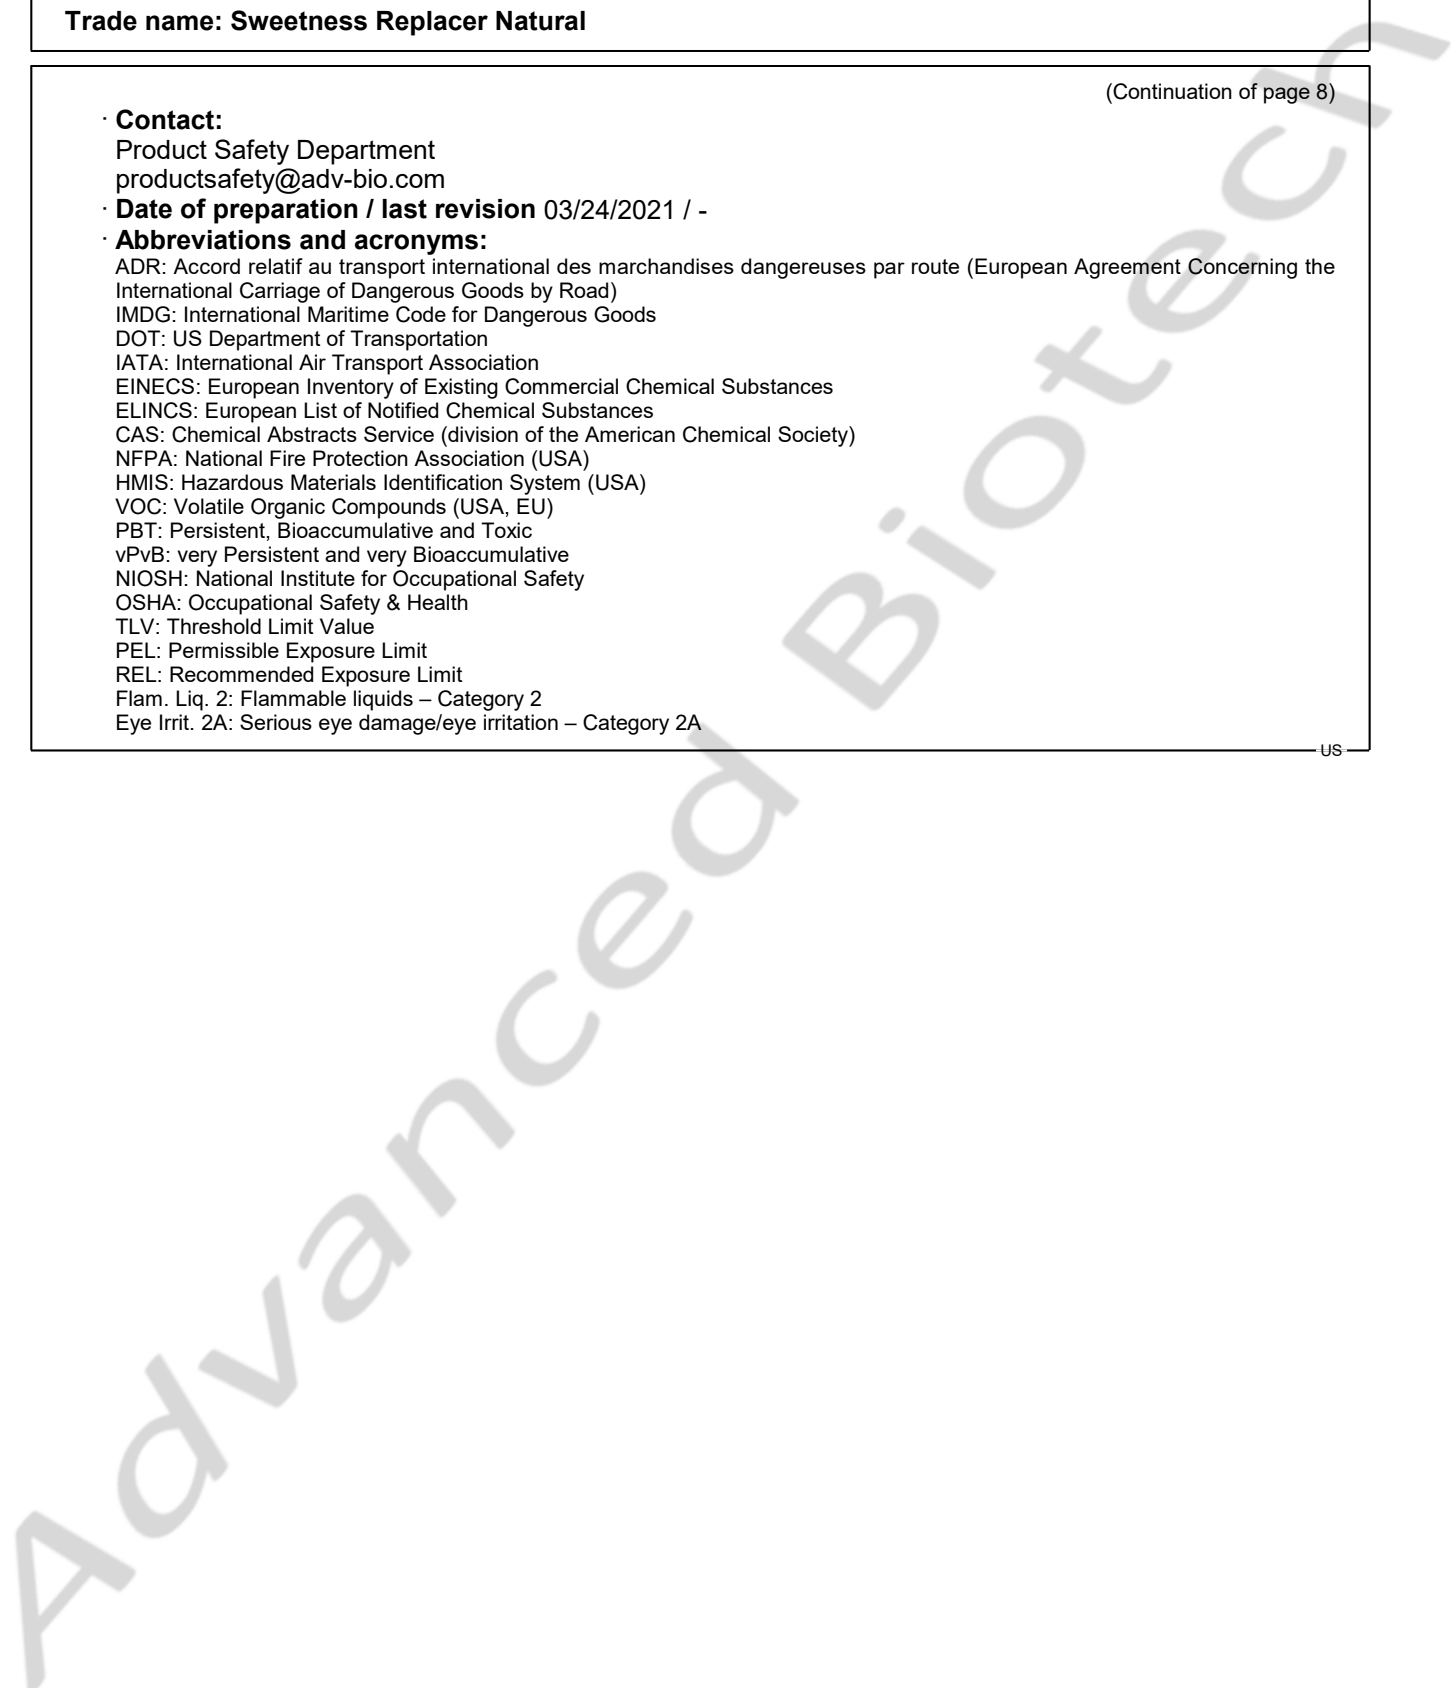 Trade name: Sweetness Replacer Natural
(Continuation of page 8)
· Contact:
Product Safety Department
productsafety@adv-bio.com
· Date of preparation / last revision 03/24/2021 / -
· Abbreviations and acronyms:
ADR: Accord relatif au transport international des marchandises dangereuses par route (European Agreement Concerning the
International Carriage of Dangerous Goods by Road)
IMDG: International Maritime Code for Dangerous Goods
DOT: US Department of Transportation
IATA: International Air Transport Association
EINECS: European Inventory of Existing Commercial Chemical Substances
ELINCS: European List of Notified Chemical Substances
CAS: Chemical Abstracts Service (division of the American Chemical Society)
NFPA: National Fire Protection Association (USA)
HMIS: Hazardous Materials Identification System (USA)
VOC: Volatile Organic Compounds (USA, EU)
PBT: Persistent, Bioaccumulative and Toxic
vPvB: very Persistent and very Bioaccumulative
NIOSH: National Institute for Occupational Safety
OSHA: Occupational Safety & Health
TLV: Threshold Limit Value
PEL: Permissible Exposure Limit
REL: Recommended Exposure Limit
Flam. Liq. 2: Flammable liquids – Category 2
Eye Irrit. 2A: Serious eye damage/eye irritation – Category 2A
US
Advanced Biotech